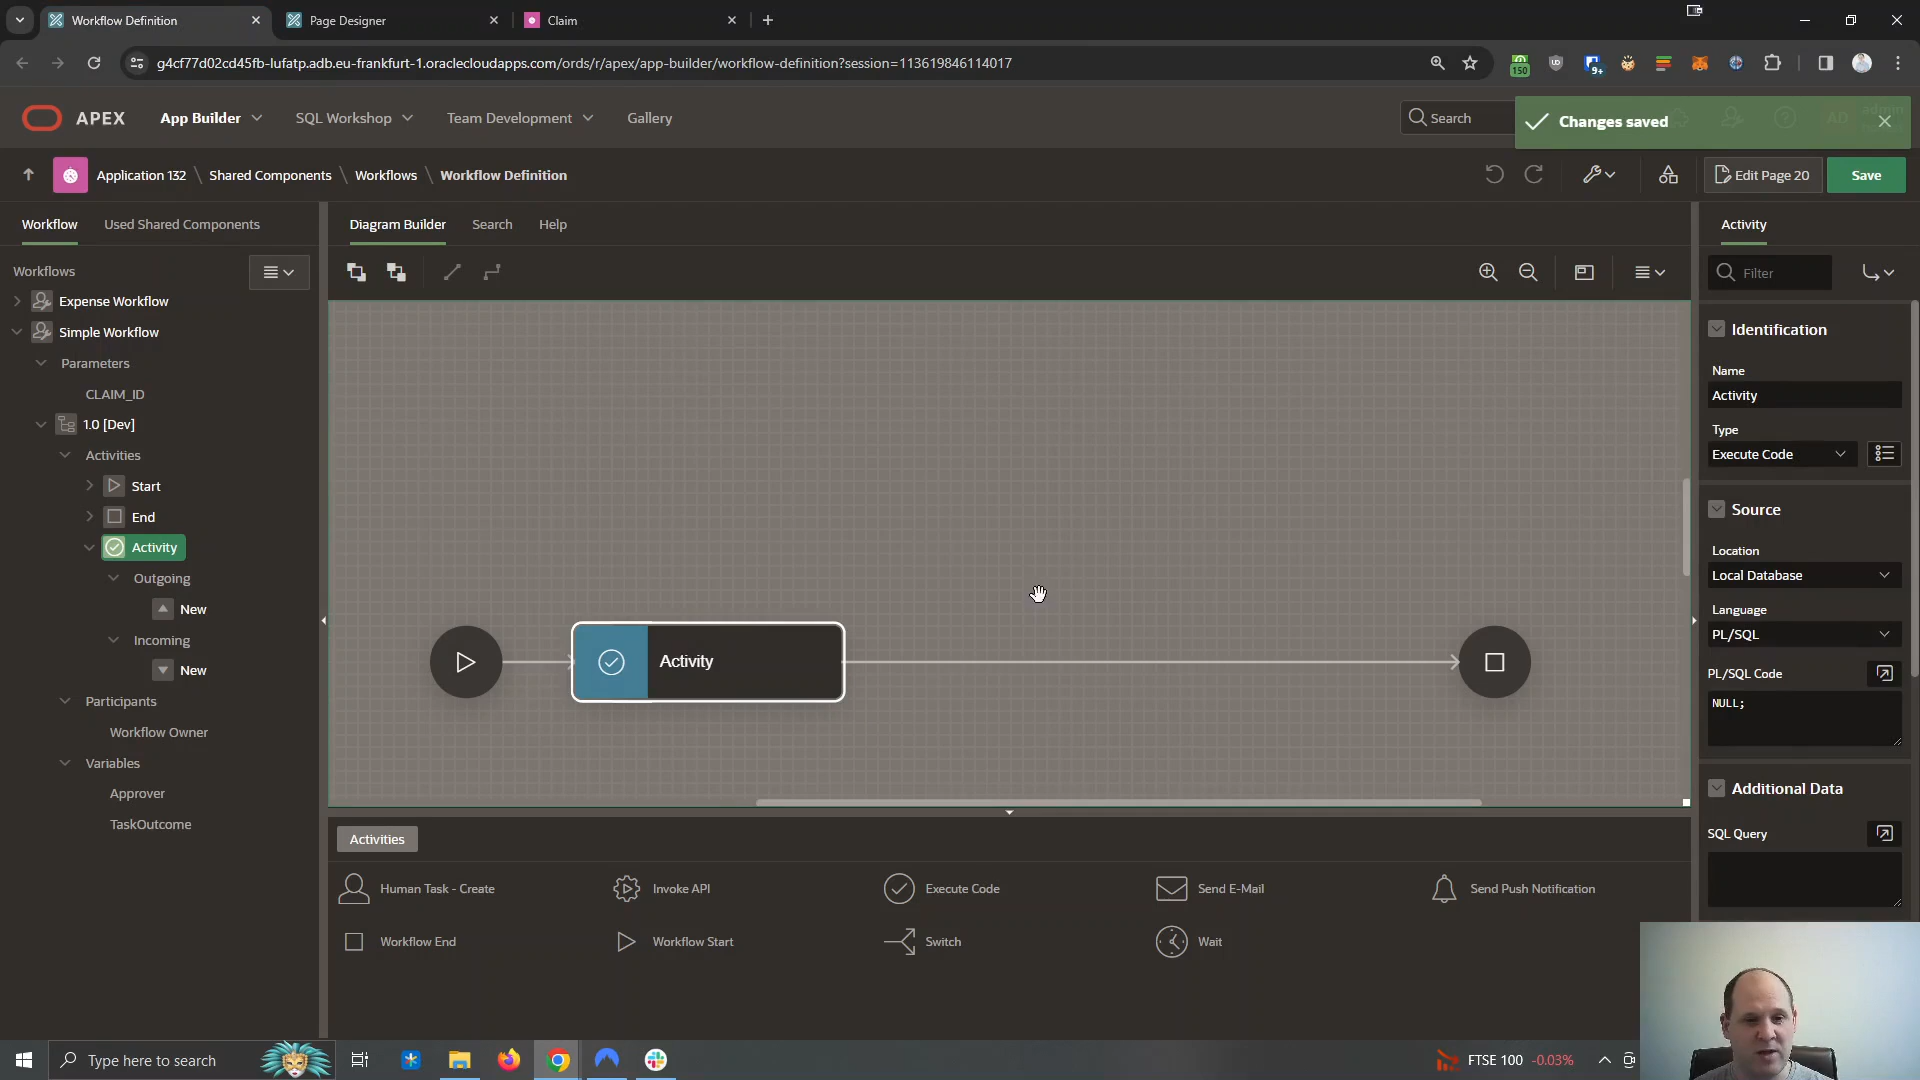 Workflow Definition
Page Designer
Claim
g4cf77d02cd45fb-lufatp.adb.eu-frankfurt-1.oraclecloudapps.com/ords/r/apex/app-builder/workflow-definition?session=113619846114017
150
9+
APEX
App Builder
SQL Workshop
Team Development
Gallery
Search
Changes saved
Application 132 \ Shared Components \ Workflows \ Workflow Definition
Edit Page 20
Save
Workflow
Used Shared Components
Diagram Builder
Search
Help
Activity
Workflows
Filter
Expense Workflow
Simple Workflow
Parameters
CLAIM_ID
1.0 [Dev]
Activities
Start
End
Activity
Outgoing
New
Incoming
New
Participants
Workflow Owner
Variables
Approver
TaskOutcome
Activity
Identification
Name
Activity
Type
Execute Code
Source
Location
Local Database
Language
PL/SQL
PL/SQL Code
NULL;
Additional Data
SQL Query
Activities
Human Task - Create
Invoke API
Execute Code
Send E-Mail
Send Push Notification
Workflow End
Workflow Start
Switch
Wait
Type here to search
FTSE 100 -0.03%